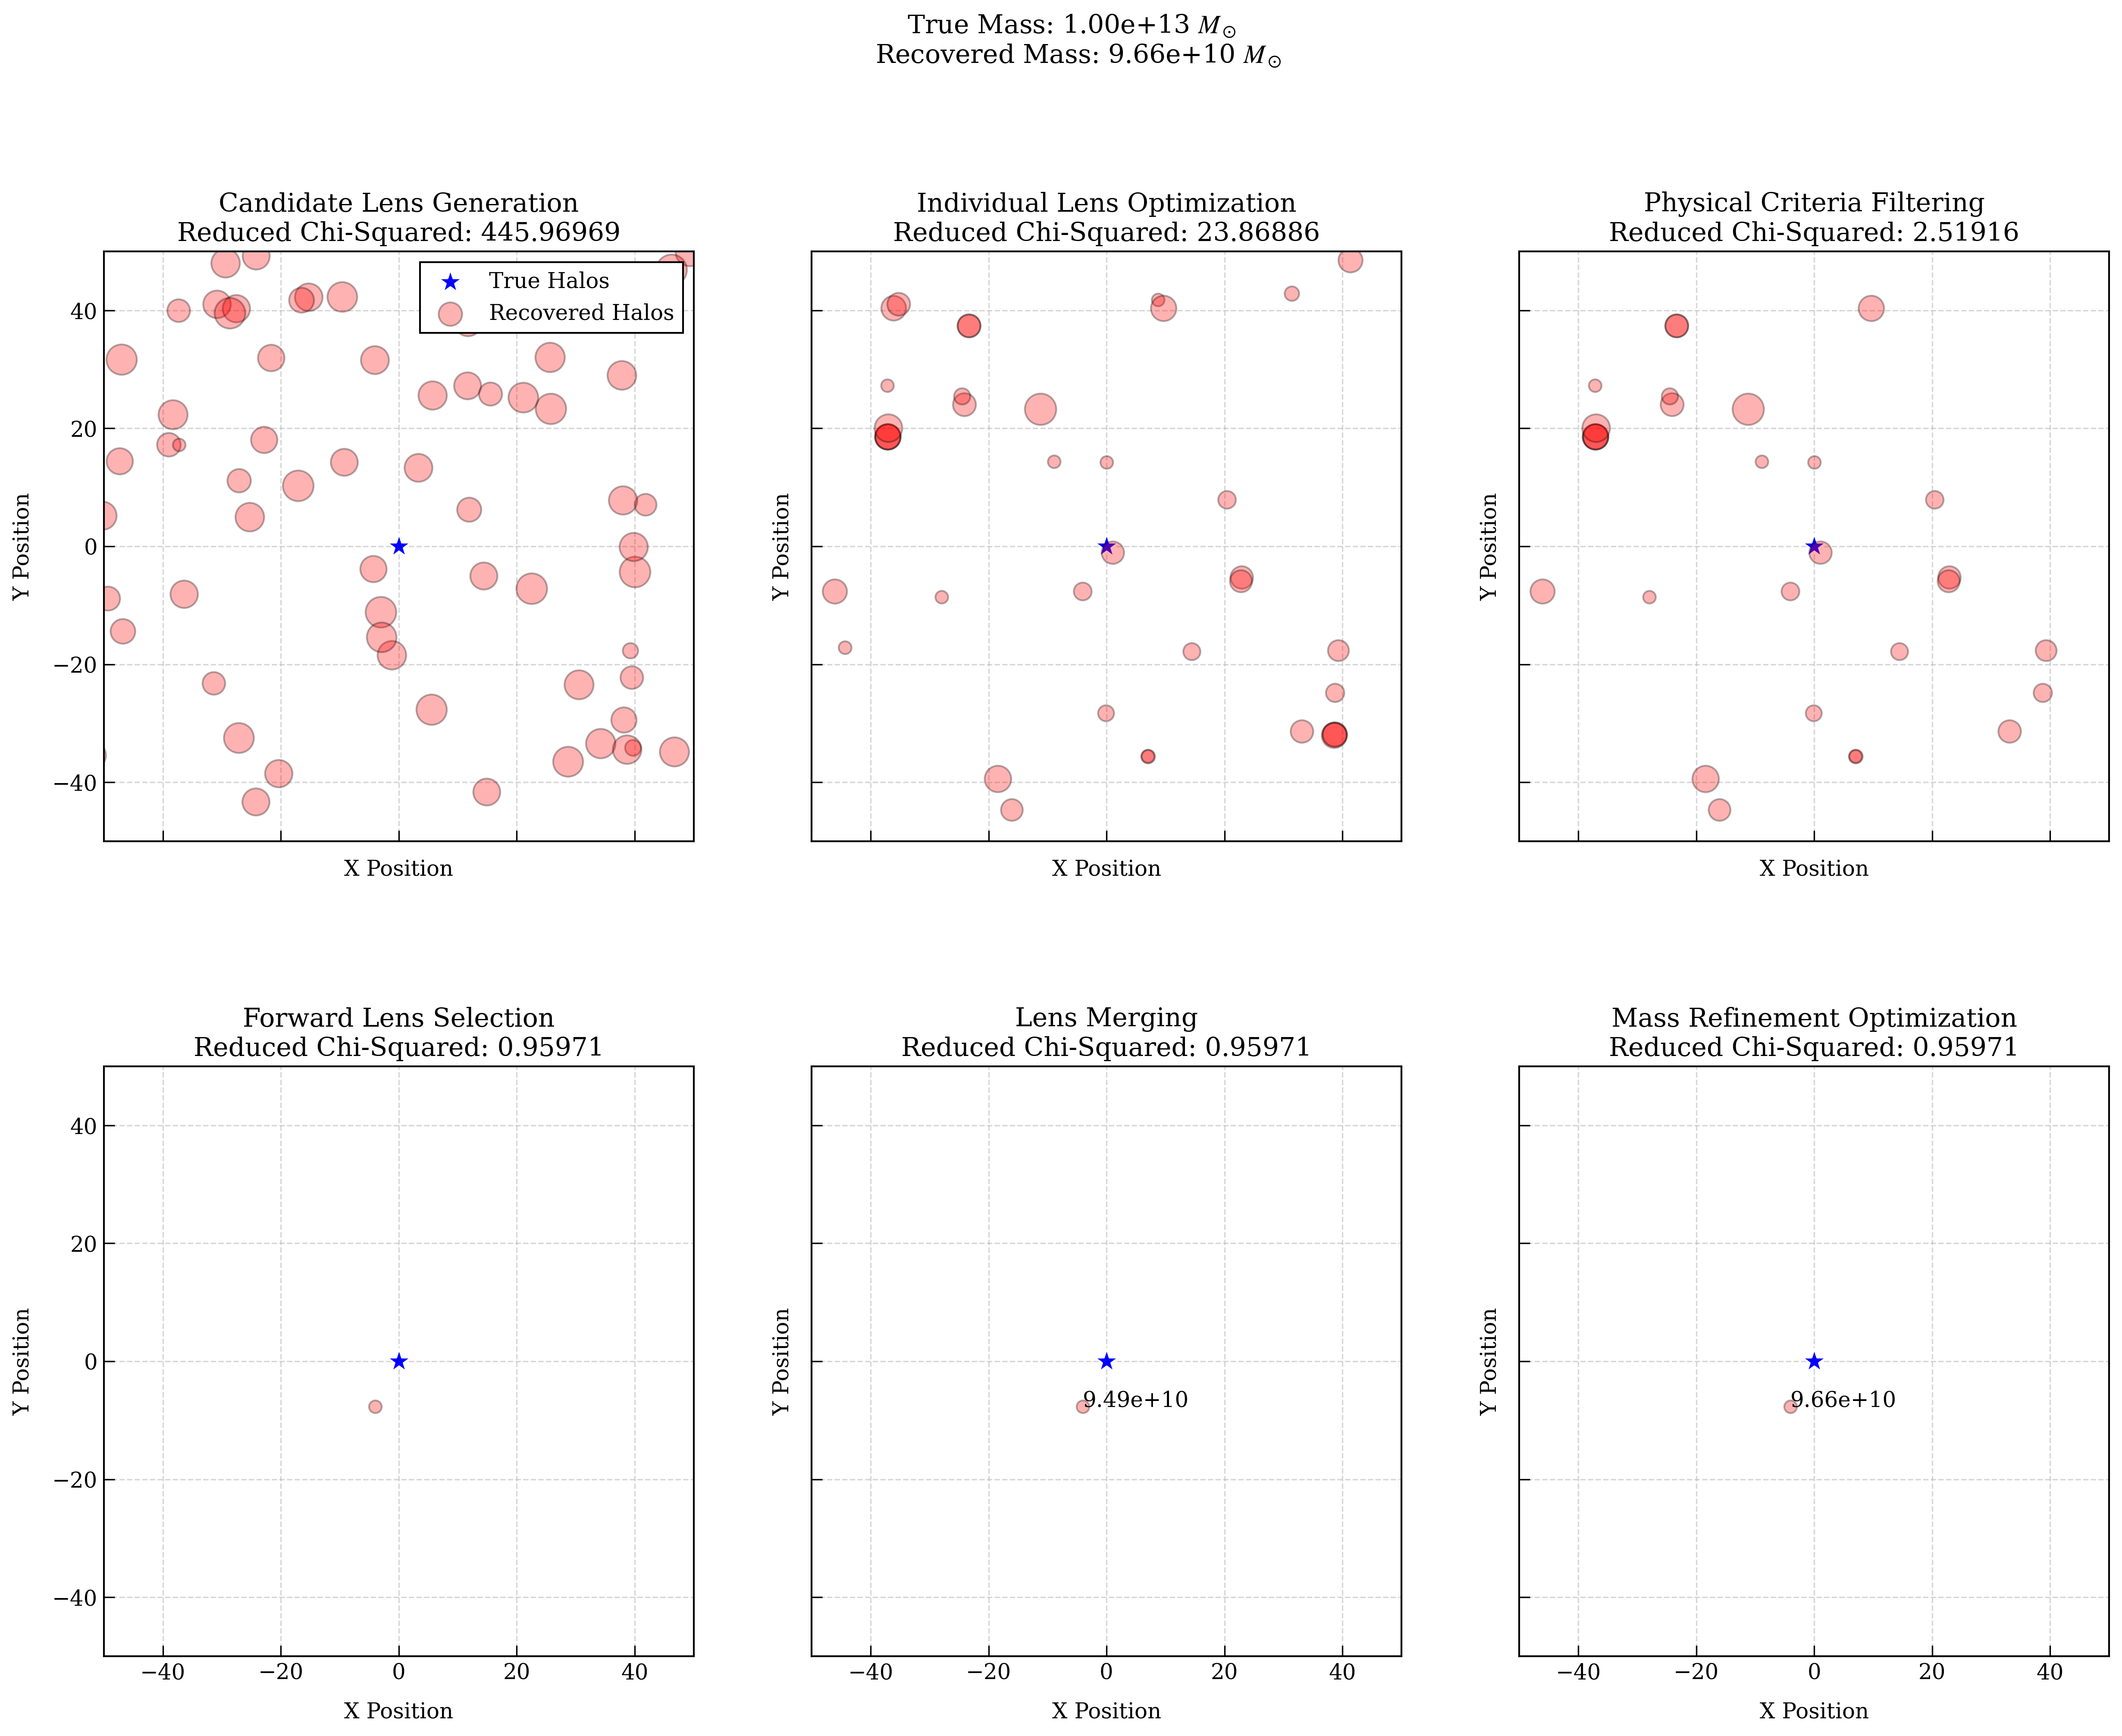 True Mass: 1.00e+13 M⊙
Recovered Mass: 9.66e+10 M⊙
Candidate Lens Generation
Reduced Chi-Squared: 445.96969
True Halos
Recovered Halos
40
20
0
−20
−40
Y Position
X Position
Individual Lens Optimization
Reduced Chi-Squared: 23.86886
Y Position
X Position
Physical Criteria Filtering
Reduced Chi-Squared: 2.51916
Y Position
X Position
Forward Lens Selection
Reduced Chi-Squared: 0.95971
40
20
0
−20
−40
Y Position
−40 −20 0 20 40
X Position
Lens Merging
Reduced Chi-Squared: 0.95971
9.49e+10
Y Position
−40 −20 0 20 40
X Position
Mass Refinement Optimization
Reduced Chi-Squared: 0.95971
9.66e+10
Y Position
−40 −20 0 20 40
X Position